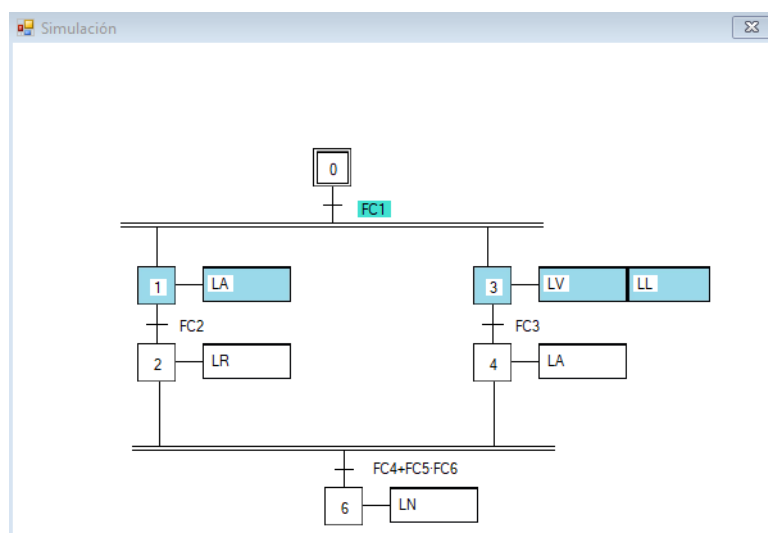 Simulación
0
FC1
1 LA 3 LV LL
FC2 FC3
2 LR 4 LA
FC4+FC5·FC6
6 LN